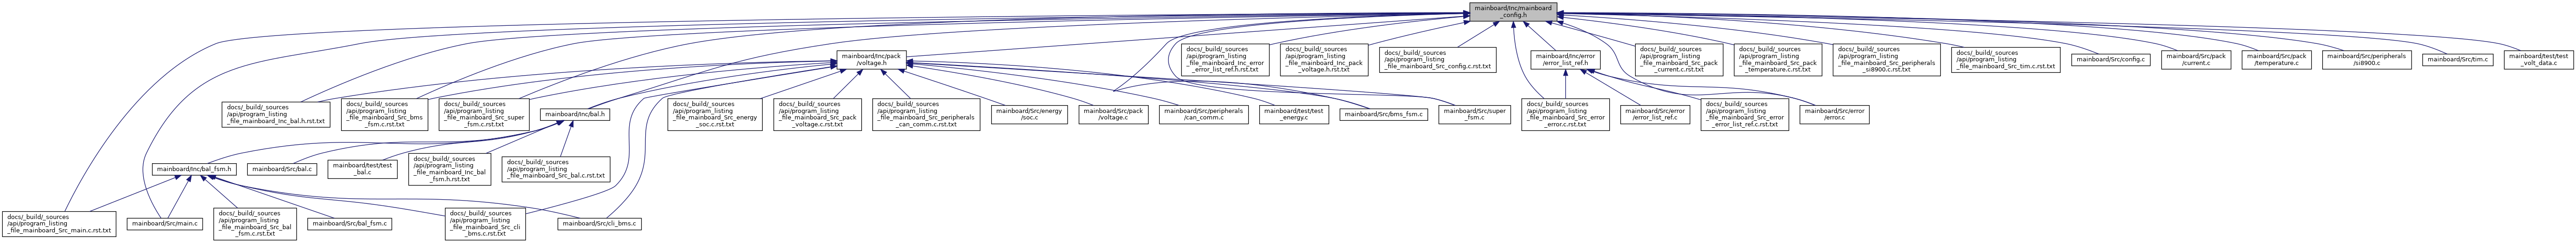 mainboard/Inc/mainboard
_config.h
mainboard/Inc/pack
/voltage.h
docs/_build/_sources
/api/program_listing
_file_mainboard_Inc_error
_error_list_ref.h.rst.txt
docs/_build/_sources
/api/program_listing
_file_mainboard_Inc_pack
_voltage.h.rst.txt
docs/_build/_sources
/api/program_listing
_file_mainboard_Src_config.c.rst.txt
mainboard/Inc/error
/error_list_ref.h
docs/_build/_sources
/api/program_listing
_file_mainboard_Src_pack
_current.c.rst.txt
docs/_build/_sources
/api/program_listing
_file_mainboard_Src_pack
_temperature.c.rst.txt
docs/_build/_sources
/api/program_listing
_file_mainboard_Src_peripherals
_si8900.c.rst.txt
docs/_build/_sources
/api/program_listing
_file_mainboard_Src_tim.c.rst.txt
mainboard/Src/config.c
mainboard/Src/pack
/current.c
mainboard/Src/pack
/temperature.c
mainboard/Src/peripherals
/si8900.c
mainboard/Src/tim.c
mainboard/test/test
_volt_data.c
docs/_build/_sources
/api/program_listing
_file_mainboard_Inc_bal.h.rst.txt
docs/_build/_sources
/api/program_listing
_file_mainboard_Src_bms
_fsm.c.rst.txt
docs/_build/_sources
/api/program_listing
_file_mainboard_Src_super
_fsm.c.rst.txt
mainboard/Inc/bal.h
docs/_build/_sources
/api/program_listing
_file_mainboard_Src_energy
_soc.c.rst.txt
docs/_build/_sources
/api/program_listing
_file_mainboard_Src_pack
_voltage.c.rst.txt
docs/_build/_sources
/api/program_listing
_file_mainboard_Src_peripherals
_can_comm.c.rst.txt
mainboard/Src/energy
/soc.c
mainboard/Src/pack
/voltage.c
mainboard/Src/peripherals
/can_comm.c
mainboard/test/test
_energy.c
mainboard/Src/bms_fsm.c
mainboard/Src/super
_fsm.c
docs/_build/_sources
/api/program_listing
_file_mainboard_Src_error
_error.c.rst.txt
mainboard/Src/error
/error_list_ref.c
docs/_build/_sources
/api/program_listing
_file_mainboard_Src_error
_error_list_ref.c.rst.txt
mainboard/Src/error
/error.c
mainboard/Inc/bal_fsm.h
mainboard/Src/bal.c
mainboard/test/test
_bal.c
docs/_build/_sources
/api/program_listing
_file_mainboard_Inc_bal
_fsm.h.rst.txt
docs/_build/_sources
/api/program_listing
_file_mainboard_Src_bal.c.rst.txt
docs/_build/_sources
/api/program_listing
_file_mainboard_Src_main.c.rst.txt
mainboard/Src/main.c
docs/_build/_sources
/api/program_listing
_file_mainboard_Src_bal
_fsm.c.rst.txt
mainboard/Src/bal_fsm.c
docs/_build/_sources
/api/program_listing
_file_mainboard_Src_cli
_bms.c.rst.txt
mainboard/Src/cli_bms.c